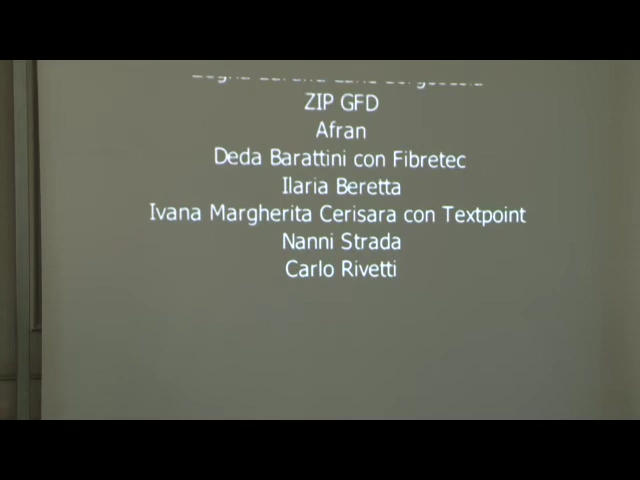 ZIP GFD
Afran
Deda Barattini con Fibretec
Ilaria Beretta
Ivana Margherita Cerisara con Textpoint
Nanni Strada
Carlo Rivetti